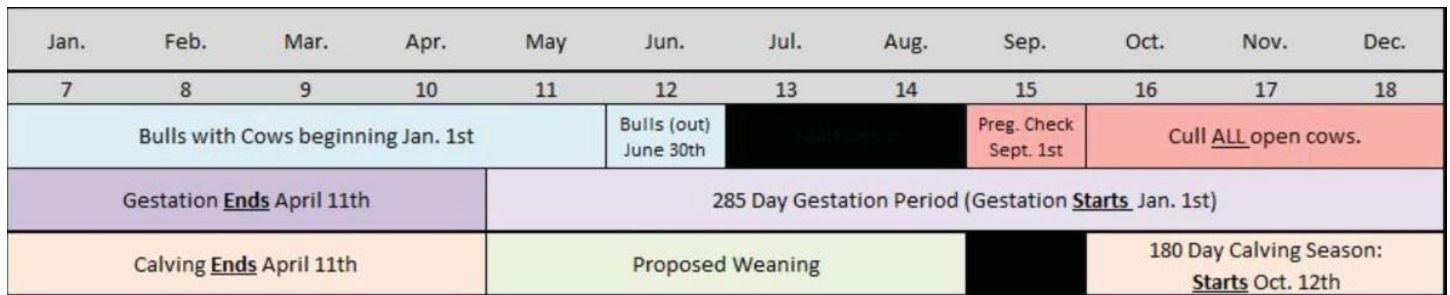 Jan. Feb. Mar. Apr. May Jun. Jul. Aug. Sep. Oct. Nov. Dec.
7 8 9 10 11 12 13 14 15 16 17 18
Bulls with Cows beginning Jan. 1st
Bulls (out)
June 30th
Preg. Check
Sept. 1st
Cull ALL open cows.
Gestation Ends April 11th
285 Day Gestation Period (Gestation Starts Jan. 1st)
Calving Ends April 11th
Proposed Weaning
180 Day Calving Season:
Starts Oct. 12th